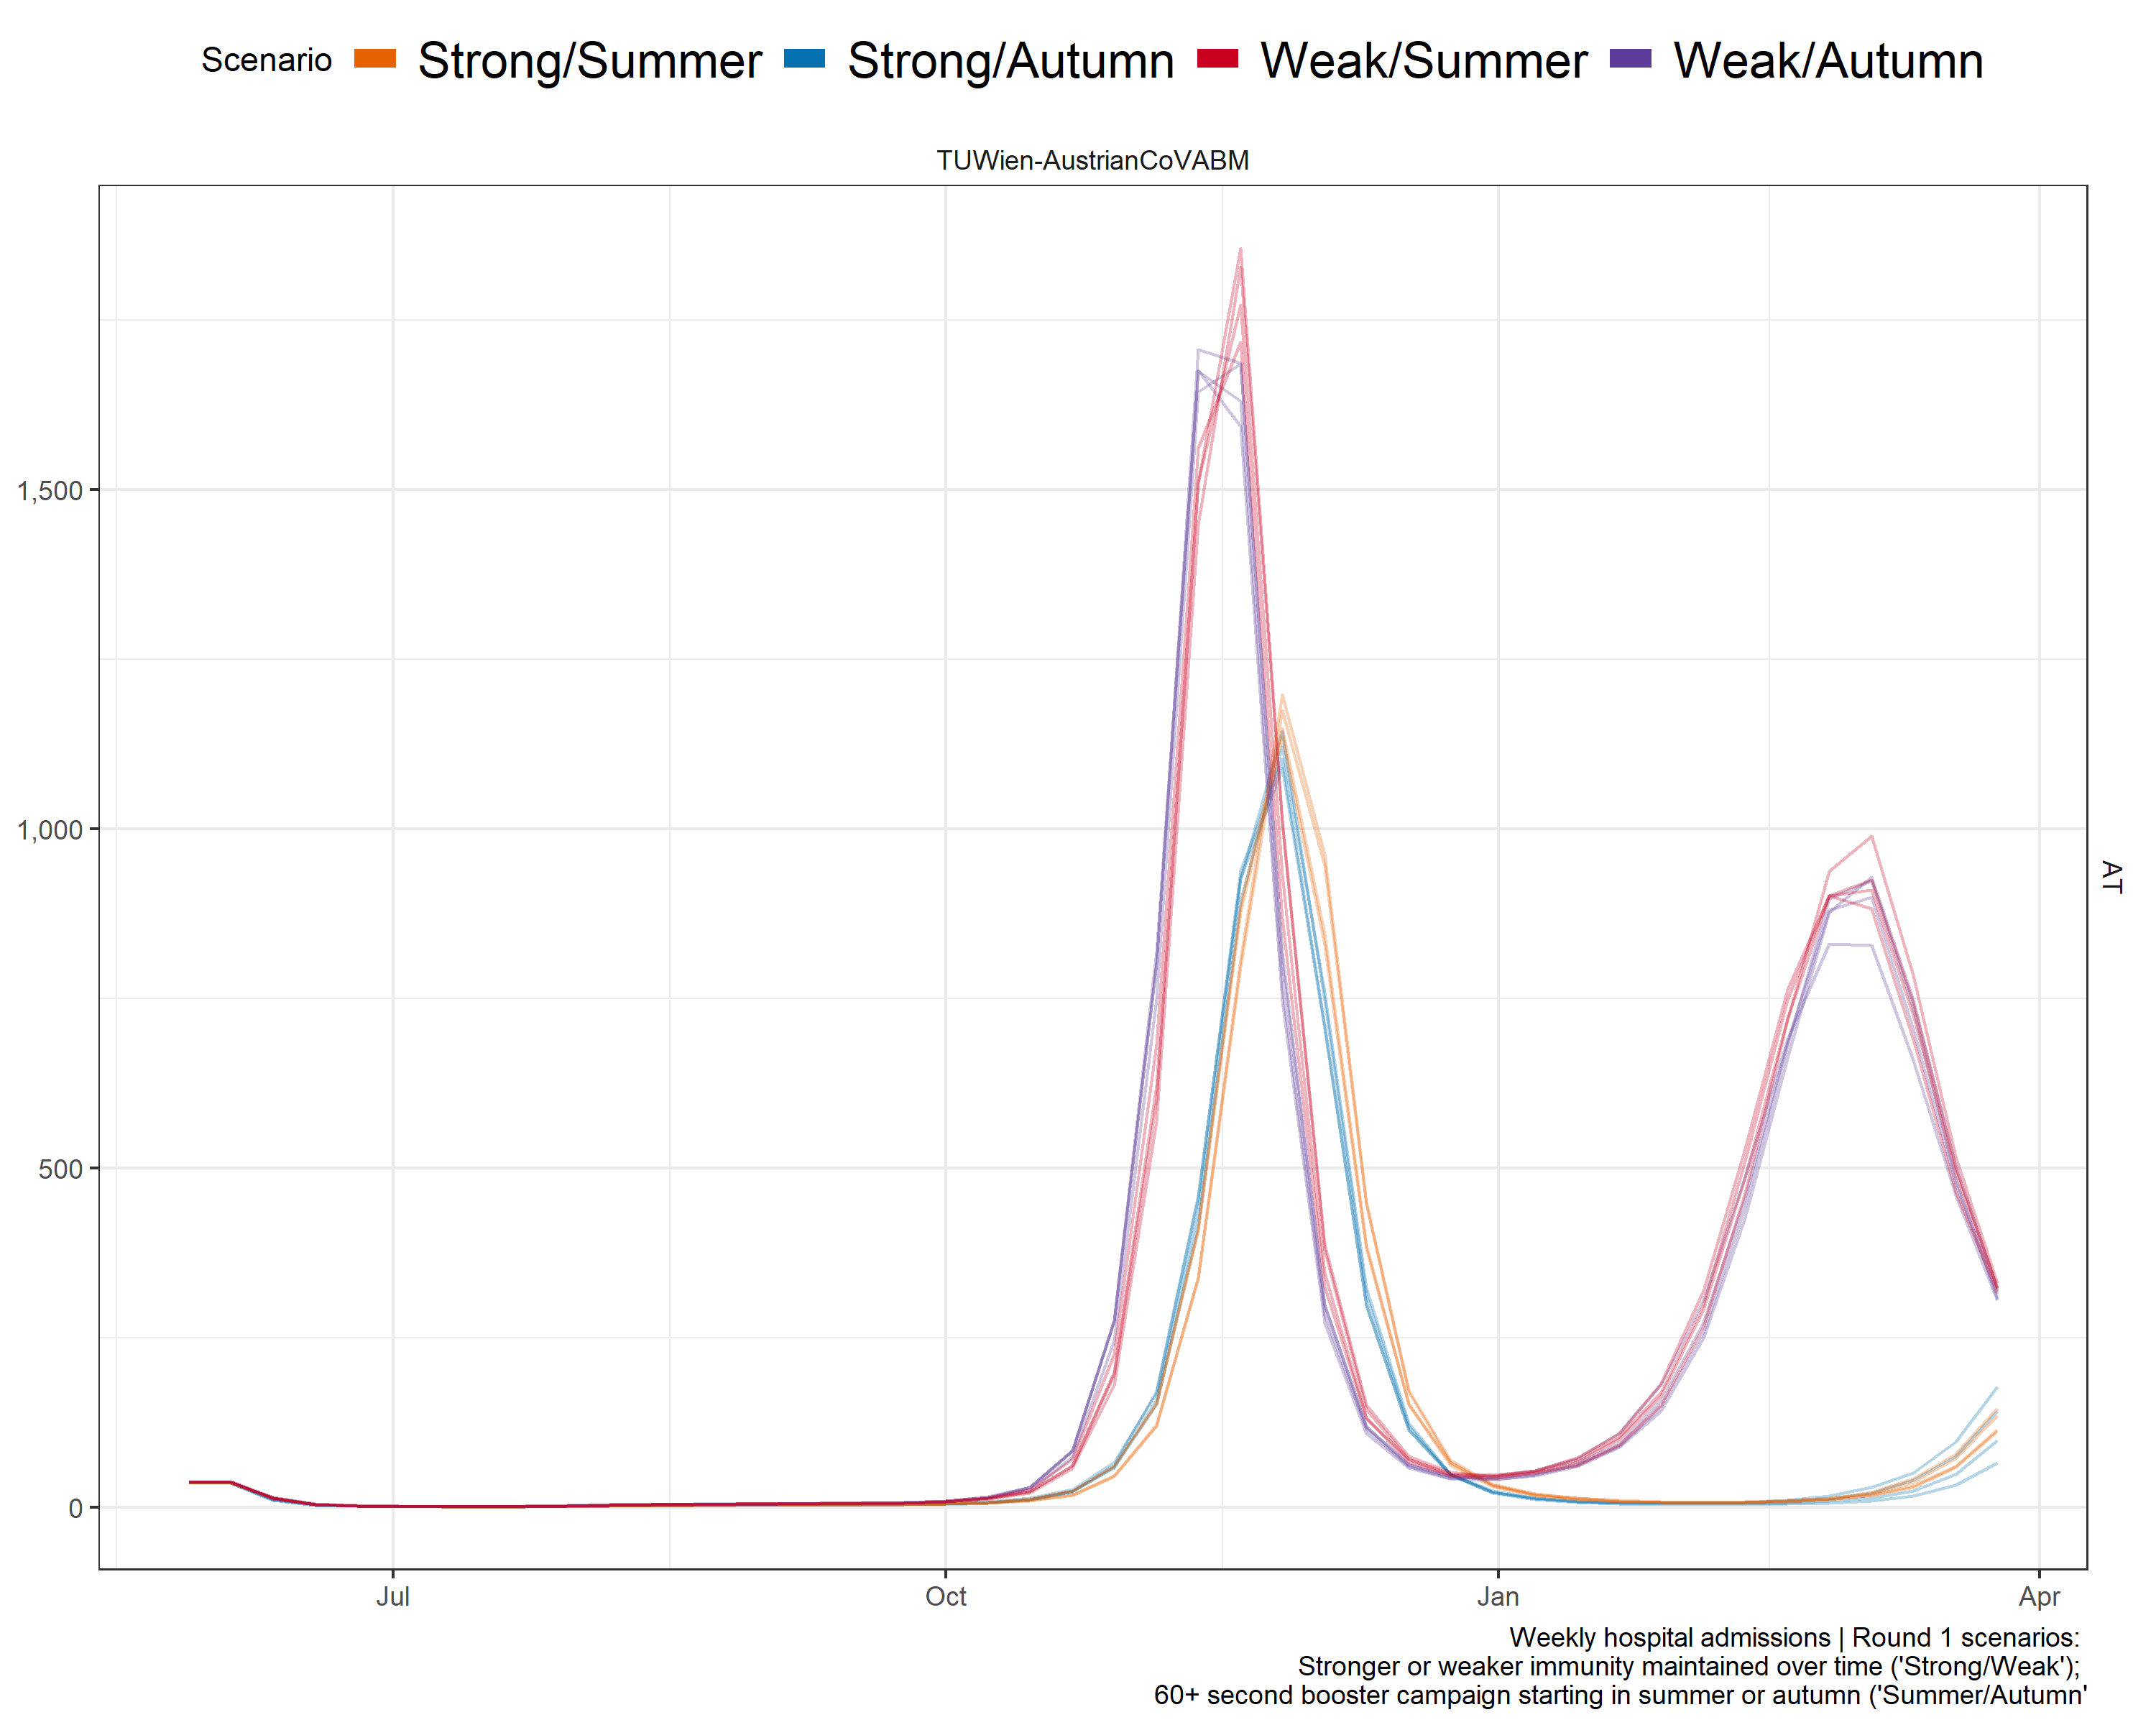 Scenario Strong/Summer Strong/Autumn Weak/Summer Weak/Autumn
TUWien-AustrianCoVABM
1,500
1,000
500
0
AT
Jul Oct Jan Apr
Weekly hospital admissions | Round 1 scenarios:
Stronger or weaker immunity maintained over time ('Strong/Weak');
60+ second booster campaign starting in summer or autumn ('Summer/Autumn'